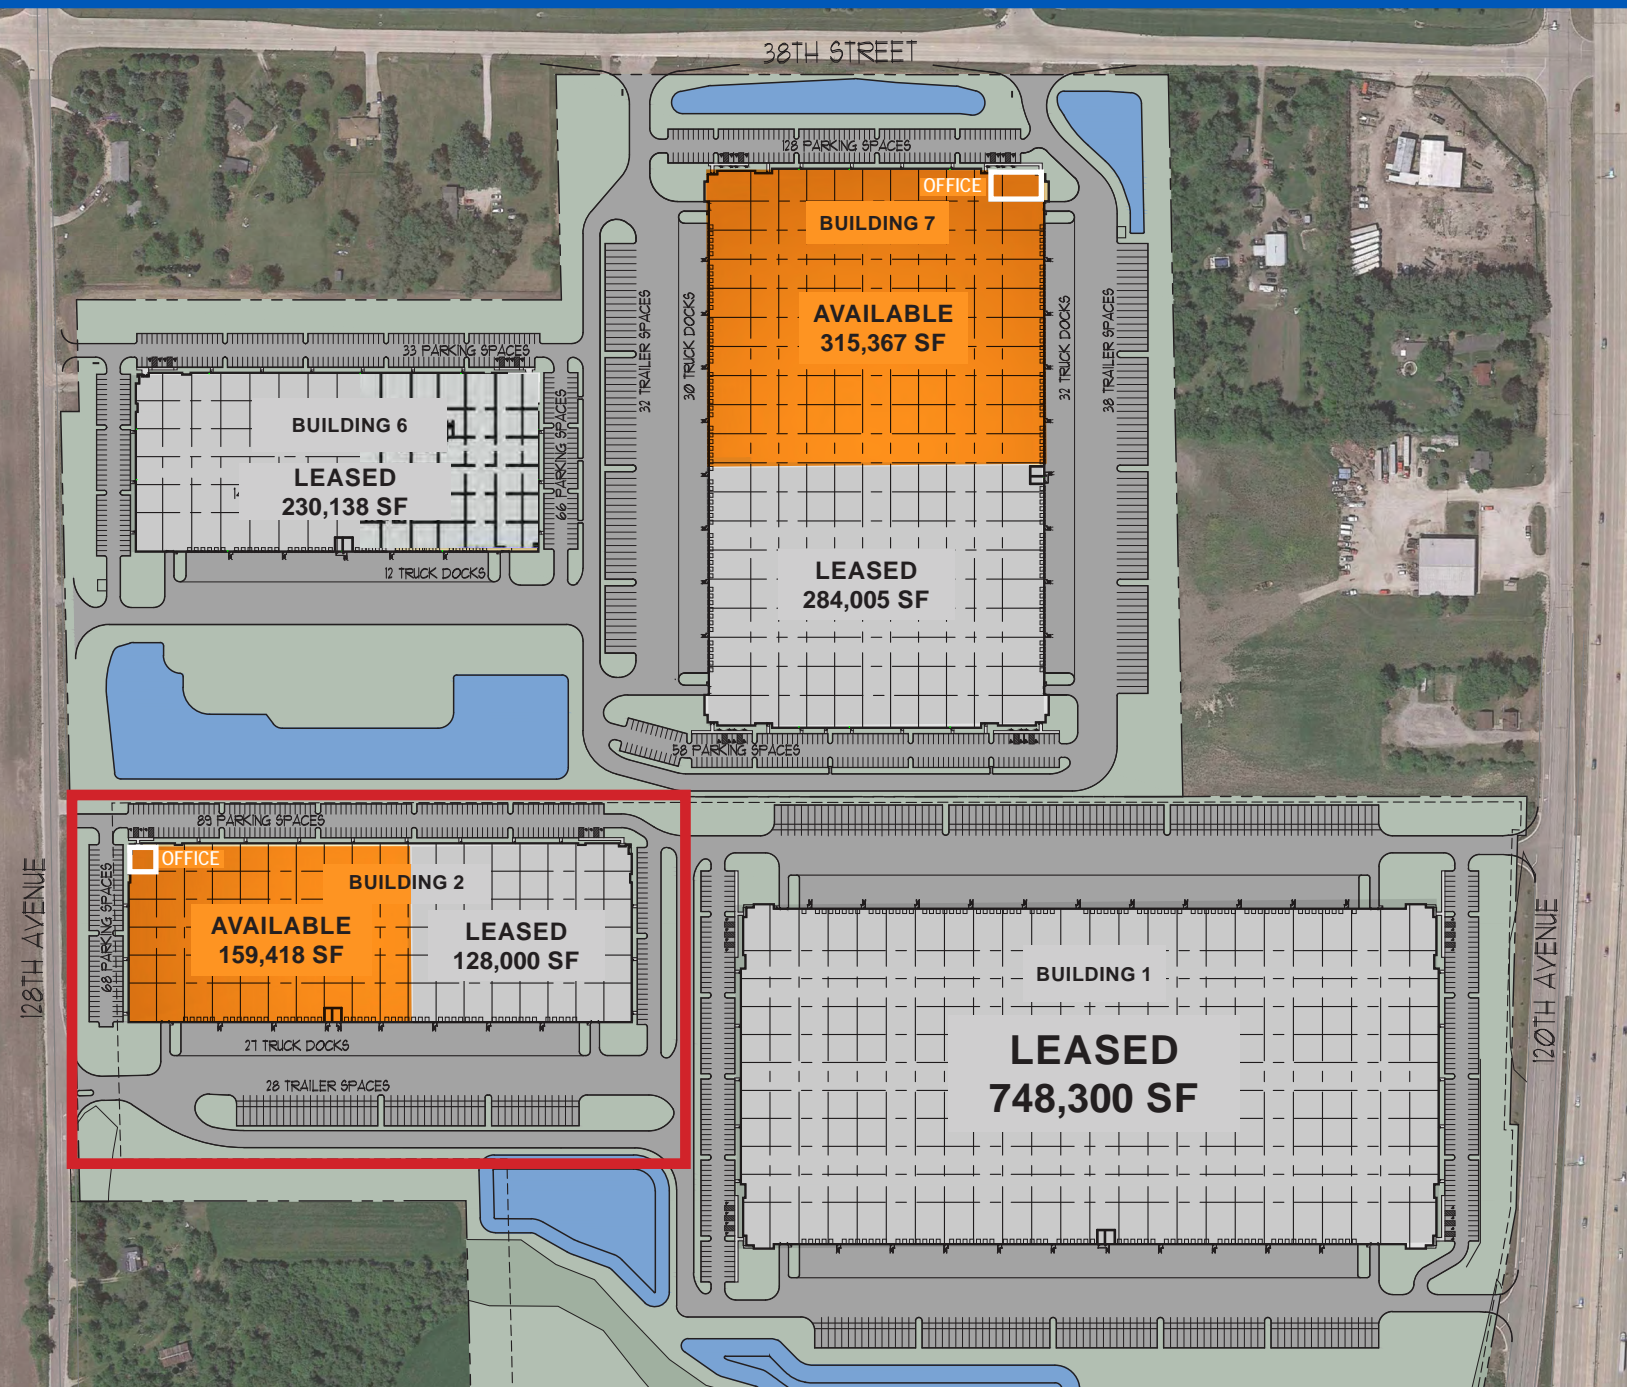 38TH STREET
128 PARKING SPACES
OFFICE
BUILDING 7
AVAILABLE
315,367 SF
32 TRAILER SPACES
30 TRUCK DOCKS
32 TRUCK DOCKS
38 TRAILER SPACES
33 PARKING SPACES
BUILDING 6
LEASED
230,138 SF
66 PARKING SPACES
12 TRUCK DOCKS
LEASED
284,005 SF
58 PARKING SPACES
89 PARKING SPACES
OFFICE
BUILDING 2
AVAILABLE
159,418 SF
LEASED
128,000 SF
68 PARKING SPACES
27 TRUCK DOCKS
28 TRAILER SPACES
128TH AVENUE
BUILDING 1
LEASED
748,300 SF
120TH AVENUE